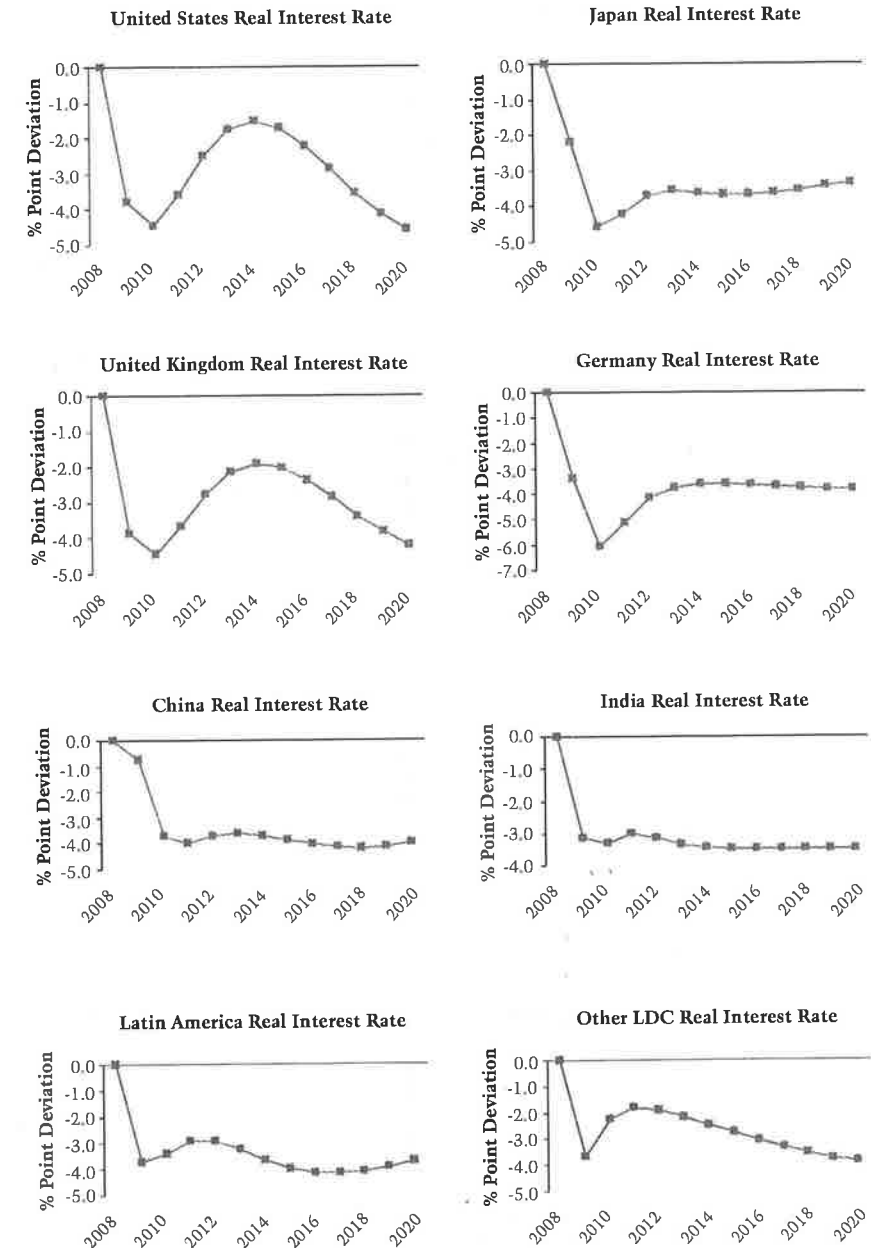 United States Real Interest Rate
% Point Deviation
0.0
-1.0
-2.0
-3.0
-4.0
-5.0
2008 2010 2012 2014 2016 2018 2020
Japan Real Interest Rate
% Point Deviation
0.0
-1.0
-2.0
-3.0
-4.0
-5.0
2008 2010 2012 2014 2016 2018 2020
United Kingdom Real Interest Rate
% Point Deviation
0.0
-1.0
-2.0
-3.0
-4.0
-5.0
2008 2010 2012 2014 2016 2018 2020
Germany Real Interest Rate
% Point Deviation
0.0
-1.0
-2.0
-3.0
-4.0
-5.0
-6.0
-7.0
2008 2010 2012 2014 2016 2018 2020
China Real Interest Rate
% Point Deviation
0.0
-1.0
-2.0
-3.0
-4.0
-5.0
2008 2010 2012 2014 2016 2018 2020
India Real Interest Rate
% Point Deviation
0.0
-1.0
-2.0
-3.0
-4.0
2008 2010 2012 2014 2016 2018 2020
Latin America Real Interest Rate
% Point Deviation
0.0
-1.0
-2.0
-3.0
-4.0
-5.0
2008 2010 2012 2014 2016 2018 2020
Other LDC Real Interest Rate
% Point Deviation
0.0
-1.0
-2.0
-3.0
-4.0
-5.0
2008 2010 2012 2014 2016 2018 2020